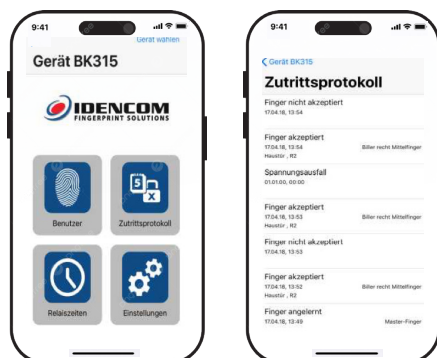 9:41
Gerät wählen
Gerät BK315
IDENCOM
FINGERPRINT SOLUTIONS
5
X
Benutzer
Zutrittsprotokoll
Relaiszeiten
Einstellungen
9:41
Gerät BK315
Zutrittsprotokoll
Finger nicht akzeptiert
17.04.18, 13:54
Finger akzeptiert
17.04.18, 13:54 Biller recht Mittelfinger
Haustür , R2
Spannungsausfall
01.01.00, 00:00
Finger akzeptiert
17.04.18, 13:53 Biller recht Mittelfinger
Haustür , R2
Finger nicht akzeptiert
17.04.18, 13:53
Finger akzeptiert
17.04.18, 13:52 Biller recht Mittelfinger
Haustür , R2
Finger angelernt
17.04.18, 13:49 Master-Finger